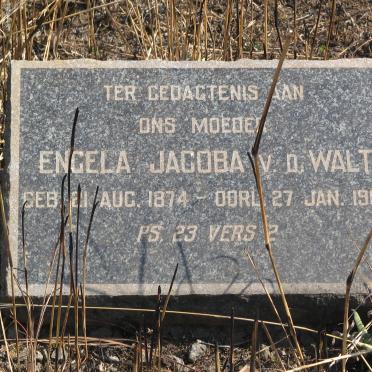 TER GEDAGTENIS AAN
ONS MOEDER
ENGELA JACOBA V. D. WALT
GEB. 21 AUG. 1874 - OORL. 27 JAN.
PS. 23 VERS 2